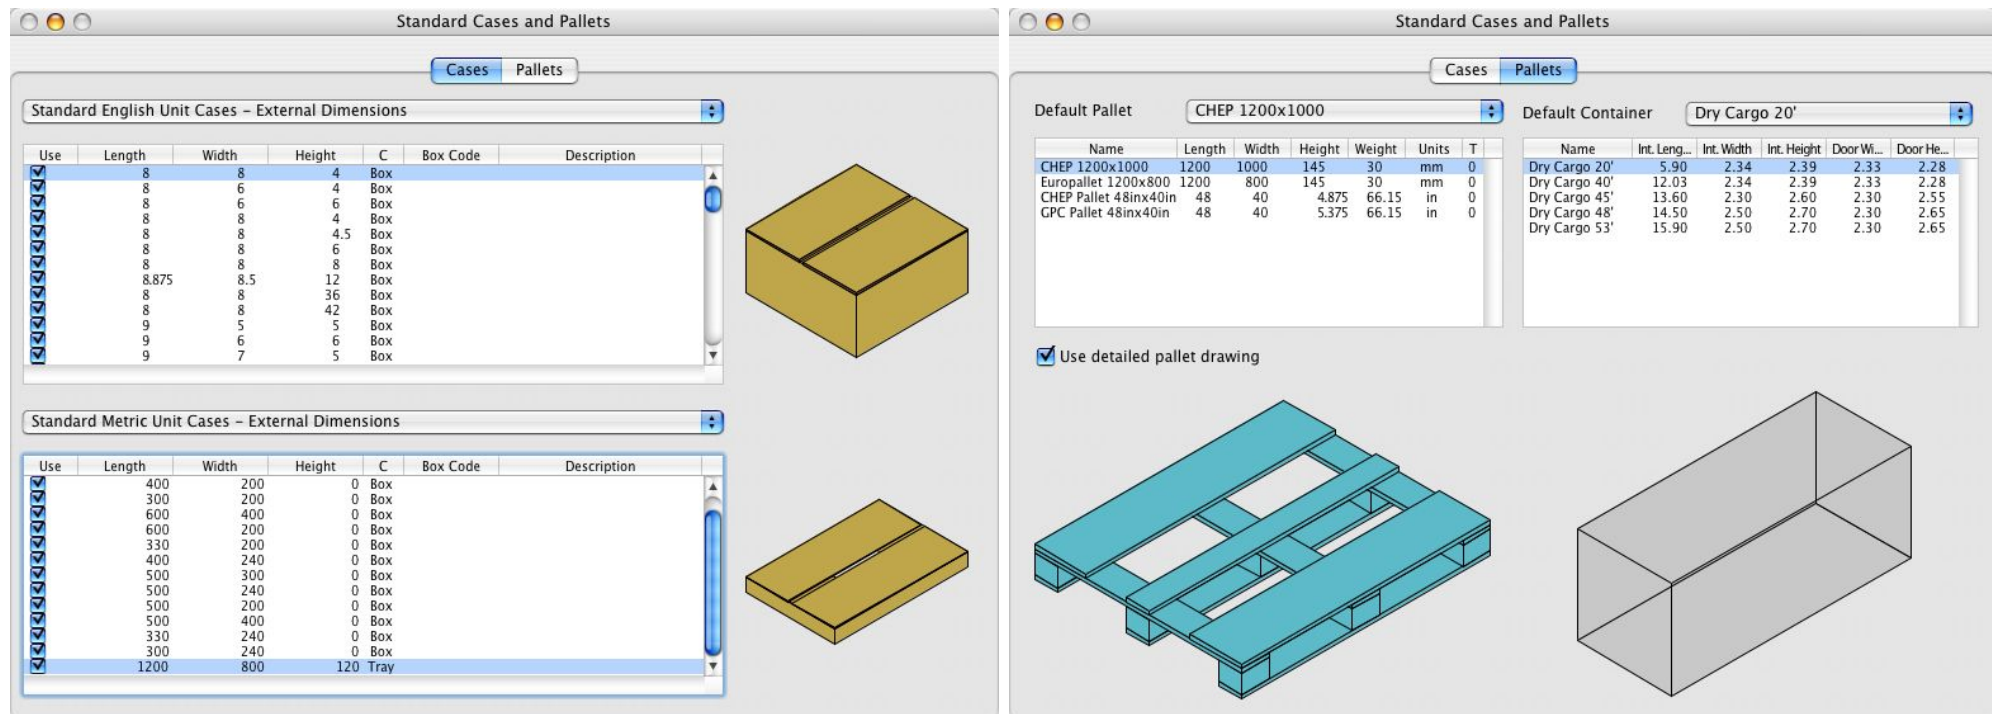 Standard Cases and Pallets
Cases Pallets
Standard English Unit Cases – External Dimensions
Use Length Width Height C Box Code Description
8 8 4 Box
8 6 4 Box
8 6 6 Box
8 8 4 Box
8 8 4.5 Box
8 8 6 Box
8 8 8 Box
8.875 8.5 12 Box
8 8 36 Box
8 8 42 Box
9 5 5 Box
9 6 6 Box
9 7 5 Box
Standard Metric Unit Cases – External Dimensions
Use Length Width Height C Box Code Description
400 200 0 Box
300 200 0 Box
600 400 0 Box
600 200 0 Box
330 200 0 Box
400 240 0 Box
500 300 0 Box
500 240 0 Box
500 200 0 Box
500 400 0 Box
330 240 0 Box
300 240 0 Box
1200 800 120 Tray
Standard Cases and Pallets
Cases Pallets
Default Pallet CHEP 1200x1000
Name Length Width Height Weight Units T
CHEP 1200x1000 1200 1000 145 30 mm 0
Europallet 1200x800 1200 800 145 30 mm 0
CHEP Pallet 48inx40in 48 40 4.875 66.15 in 0
GPC Pallet 48inx40in 48 40 5.375 66.15 in 0
Default Container Dry Cargo 20'
Name Int. Leng... Int. Width Int. Height Door Wi... Door He...
Dry Cargo 20' 5.90 2.34 2.39 2.33 2.28
Dry Cargo 40' 12.03 2.34 2.39 2.33 2.28
Dry Cargo 45' 13.60 2.30 2.60 2.30 2.55
Dry Cargo 48' 14.50 2.50 2.70 2.30 2.65
Dry Cargo 53' 15.90 2.50 2.70 2.30 2.65
Use detailed pallet drawing